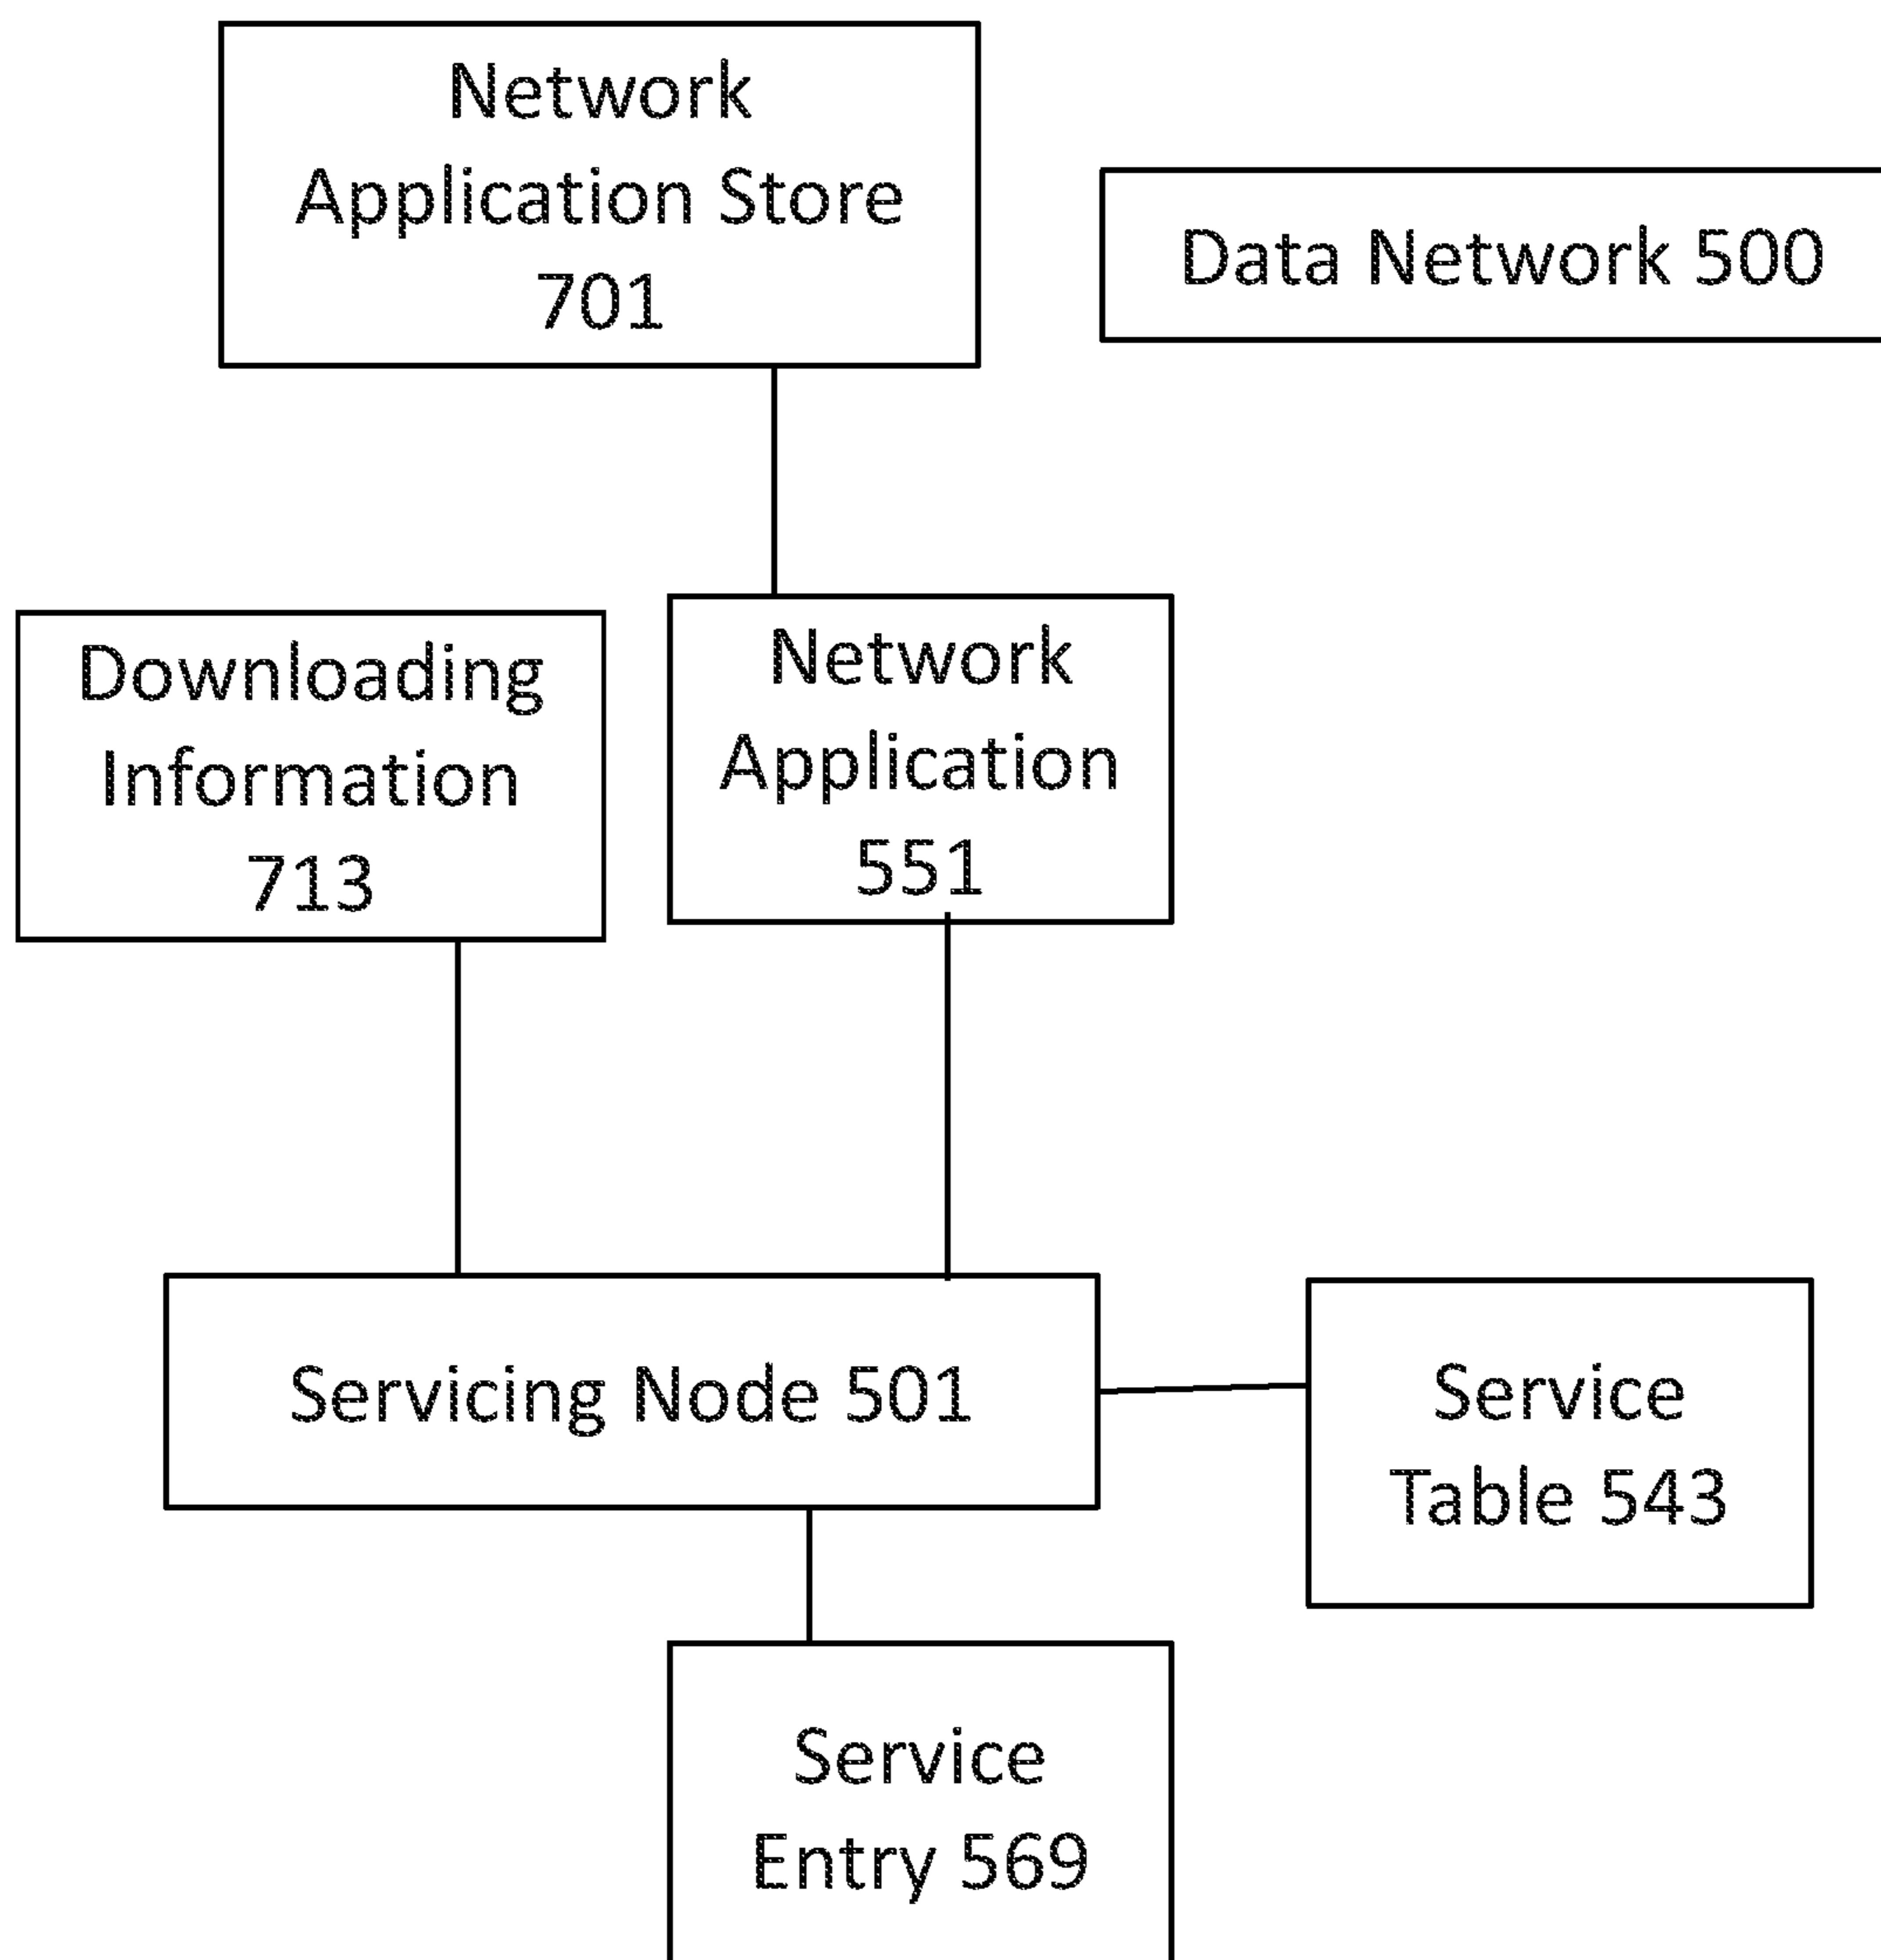 Network
Application Store
701
Data Network 500
Downloading
Information
713
Network
Application
551
Servicing Node 501
Service
Table 543
Service
Entry 569